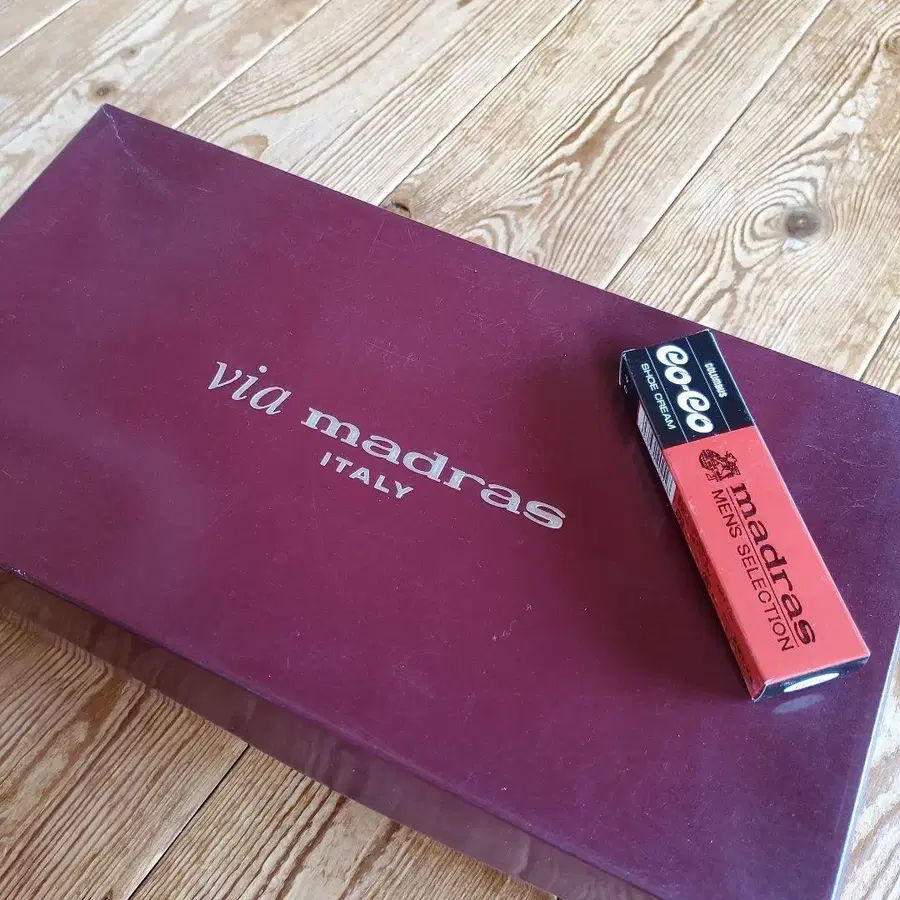 via madras
ITALY
COLUMBUS
co-co
SHOE CREAM
madras
MENS SELECTION